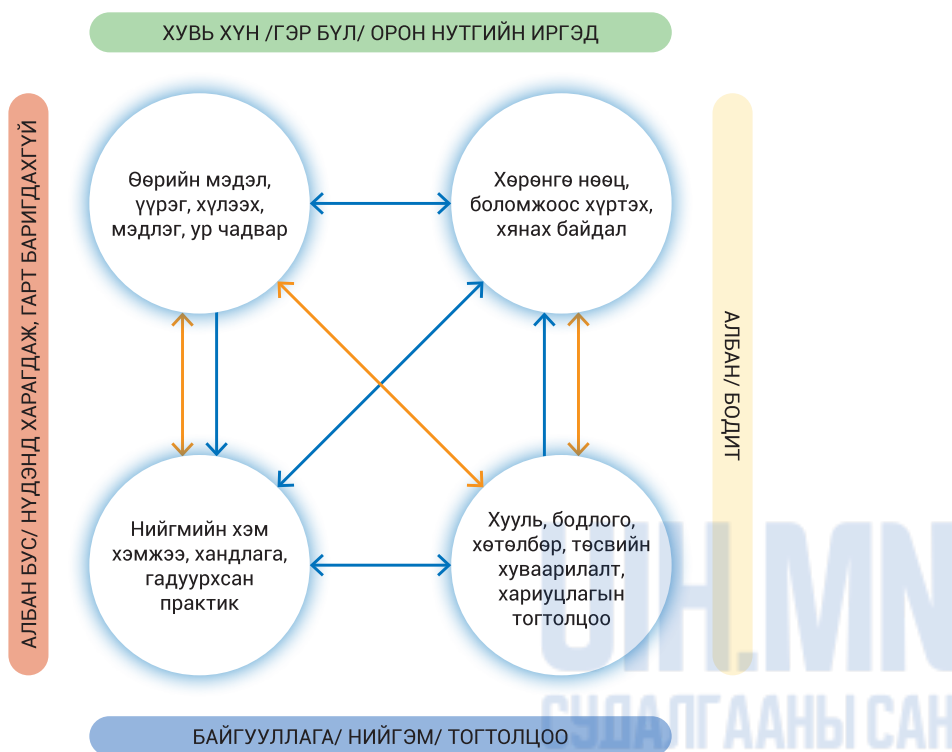 ХУВЬ ХҮН /ГЭР БҮЛ/ ОРОН НУТГИЙН ИРГЭД
АЛБАН БУС/ НҮДЭНД ХАРАГДАЖ, ГАРТ БАРИГДАХГҮЙ
Өөрийн мэдэл,
үүрэг, хүлээх,
мэдлэг, ур чадвар
Хөрөнгө нөөц,
боломжоос хүртэх,
хянах байдал
АЛБАН/ БОДИТ
Нийгмийн хэм
хэмжээ, хандлага,
гадуурхсан
практик
Хууль, бодлого,
хөтөлбөр, төсвийн
хуваарилалт,
хариуцлагын
тогтолцоо
UIH.MN
СУДАЛГААНЫ САН
БАЙГУУЛЛАГА/ НИЙГЭМ/ ТОГТОЛЦОО